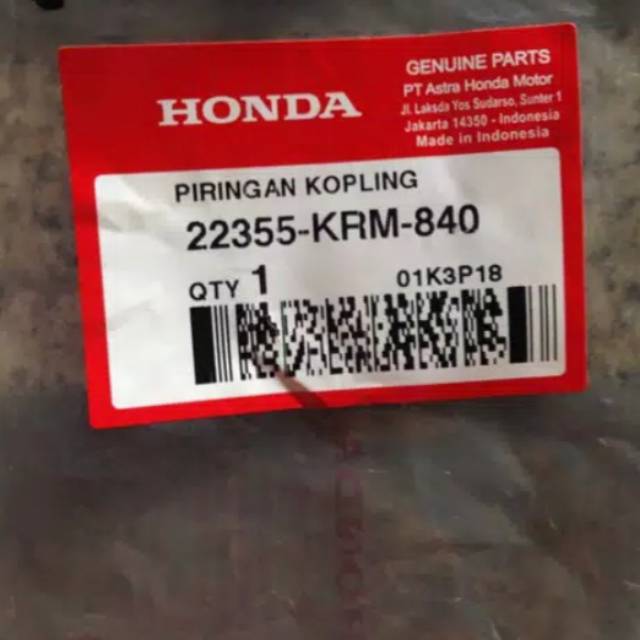 HONDA
GENUINE PARTS
PT Astra Honda Motor
Jl. Laksda Yos Sudarso, Sunter 1
Jakarta 14350 - Indonesia
Made in Indonesia
PIRINGAN KOPLING
22355-KRM-840
QTY 1 01K3P18